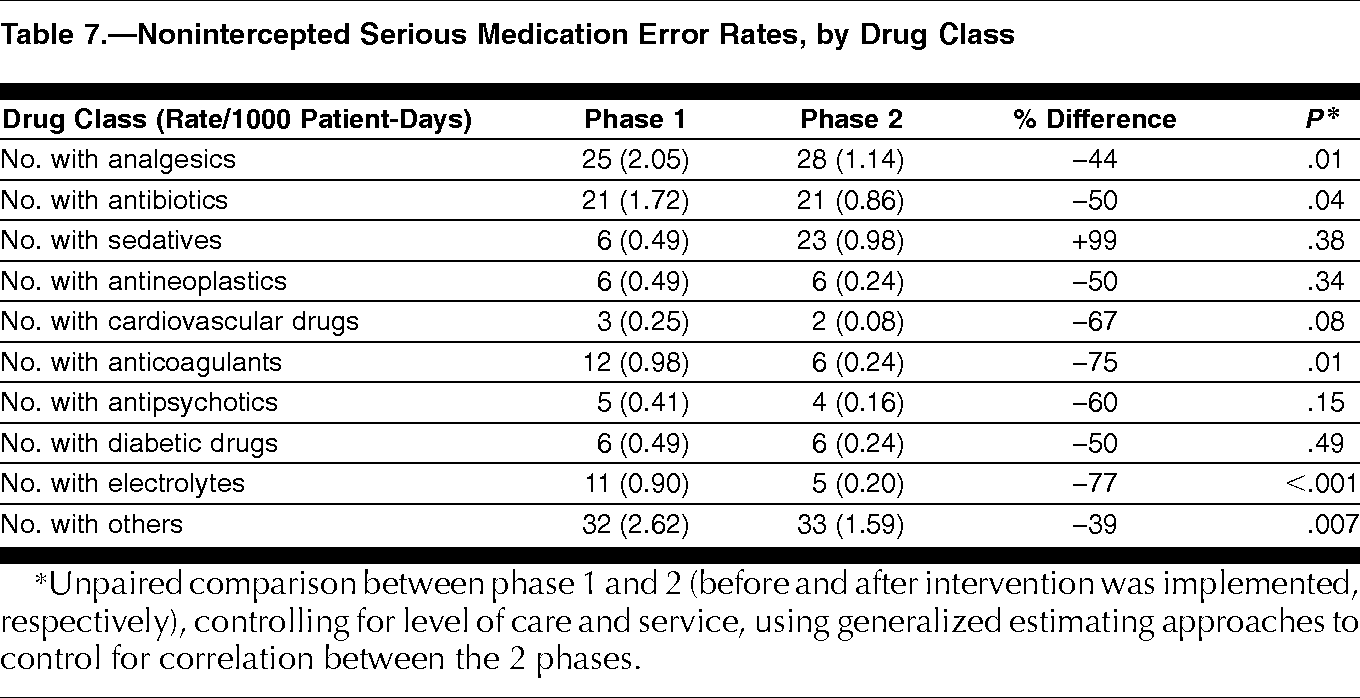 Table 7.—Nonintercepted Serious Medication Error Rates, by Drug Class
Drug Class (Rate/1000 Patient-Days) Phase 1 Phase 2 % Difference P*
No. with analgesics 25 (2.05) 28 (1.14) −44 .01
No. with antibiotics 21 (1.72) 21 (0.86) −50 .04
No. with sedatives 6 (0.49) 23 (0.98) +99 .38
No. with antineoplastics 6 (0.49) 6 (0.24) −50 .34
No. with cardiovascular drugs 3 (0.25) 2 (0.08) −67 .08
No. with anticoagulants 12 (0.98) 6 (0.24) −75 .01
No. with antipsychotics 5 (0.41) 4 (0.16) −60 .15
No. with diabetic drugs 6 (0.49) 6 (0.24) −50 .49
No. with electrolytes 11 (0.90) 5 (0.20) −77 <.001
No. with others 32 (2.62) 33 (1.59) −39 .007
*Unpaired comparison between phase 1 and 2 (before and after intervention was implemented,
respectively), controlling for level of care and service, using generalized estimating approaches to
control for correlation between the 2 phases.